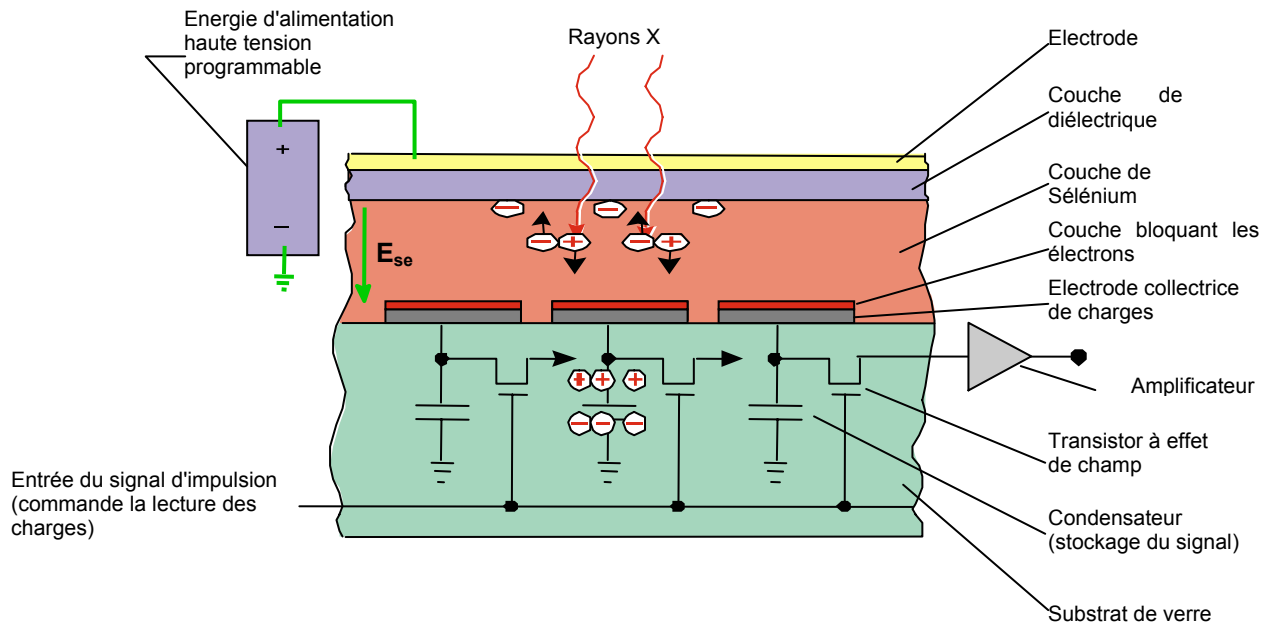 Energie d'alimentation
haute tension
programmable
Rayons X
Electrode
Couche de
diélectrique
Couche de
Sélénium
Couche bloquant les
électrons
Electrode collectrice
de charges
Amplificateur
Transistor à effet
de champ
Condensateur
(stockage du signal)
Substrat de verre
+
–
Ese
Entrée du signal d'impulsion
(commande la lecture des
charges)